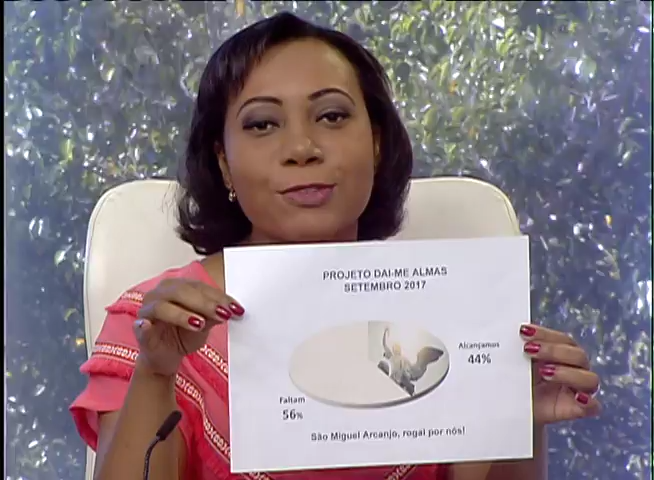 PROJETO DAI-ME ALMAS
SETEMBRO 2017
Alcançamos
44%
Faltam
56%
São Miguel Arcanjo, rogai por nós!